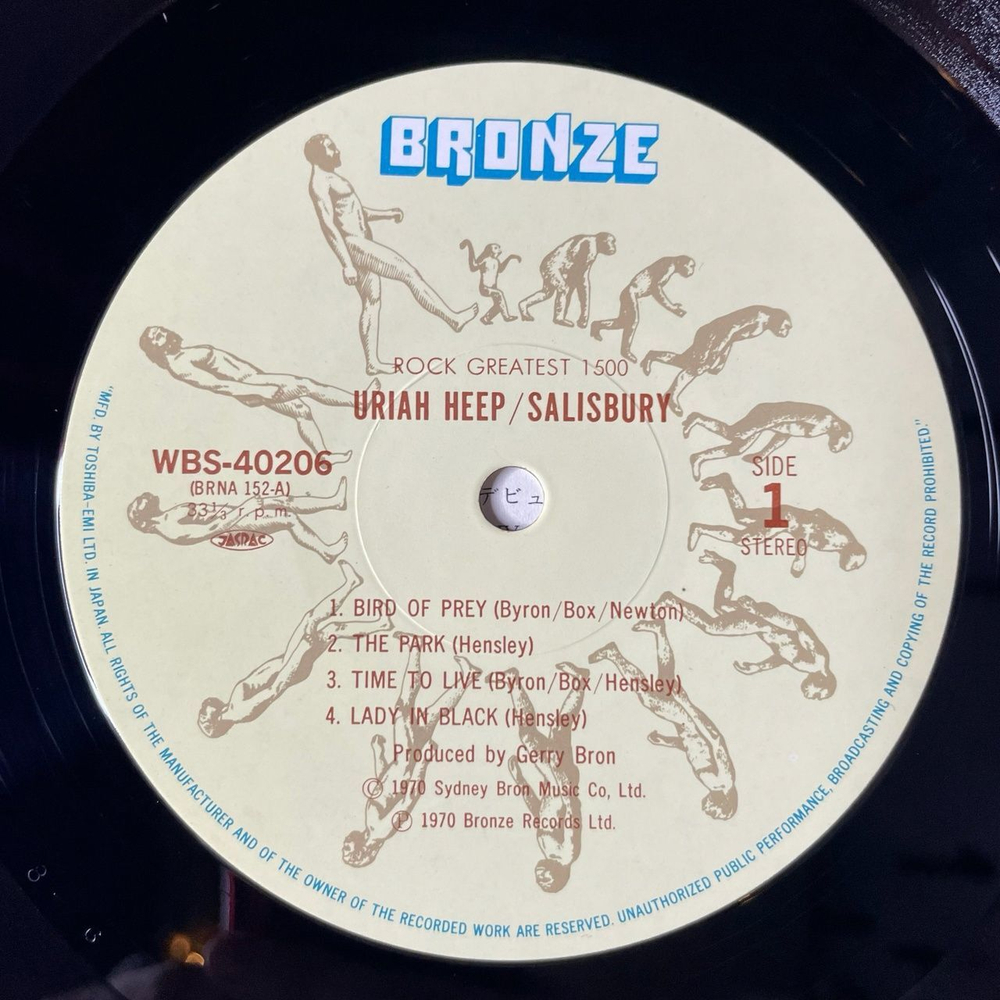 BRONZE
ROCK GREATEST 1500
URIAH HEEP/SALISBURY
WBS-40206
(BRNA 152-A)
33⅓ r.p.m.
JASRAC
SIDE
1
STEREO
デビュ
1. BIRD OF PREY (Byron/Box/Newton)
2. THE PARK (Hensley)
3. TIME TO LIVE (Byron/Box/Hensley)
4. LADY IN BLACK (Hensley)
Produced by Gerry Bron
© 1970 Sydney Bron Music Co, Ltd.
℗ 1970 Bronze Records Ltd.
"MFD. BY TOSHIBA-EMI LTD. IN JAPAN. ALL RIGHTS OF THE MANUFACTURER AND OF THE OWNER OF THE RECORDED WORK ARE RESERVED. UNAUTHORIZED PUBLIC PERFORMANCE, BROADCASTING AND COPYING OF THE RECORD PROHIBITED."